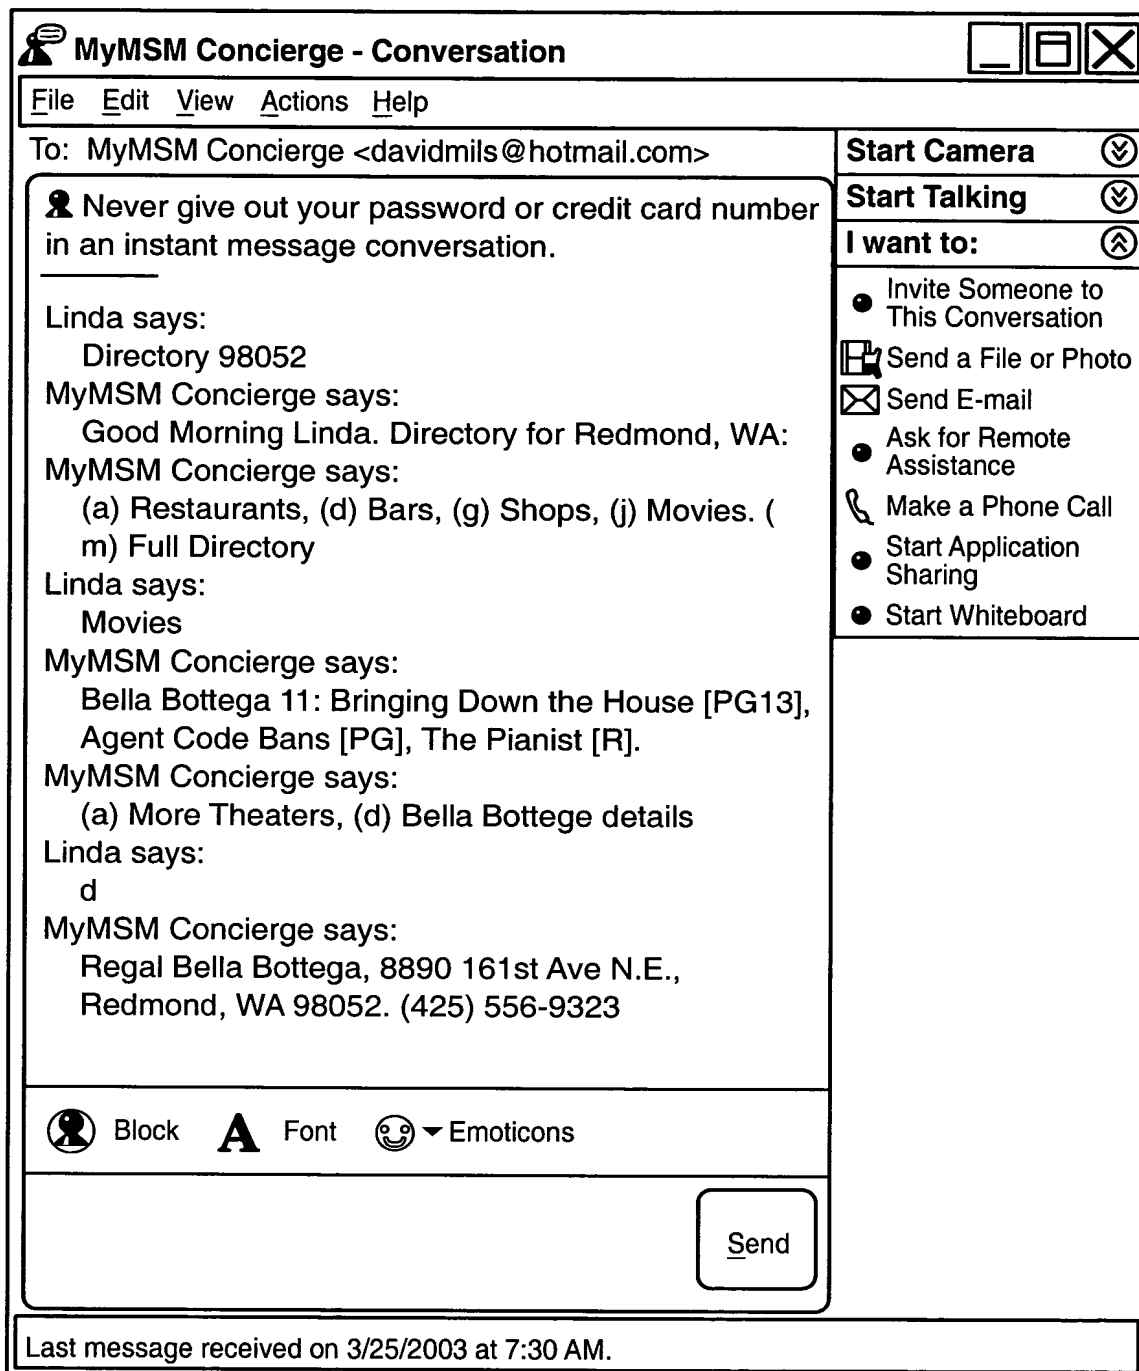 MyMSM Concierge - Conversation
File Edit View Actions Help
To: MyMSM Concierge <davidmils@hotmail.com>
Never give out your password or credit card number
in an instant message conversation.
Linda says:
Directory 98052
MyMSM Concierge says:
Good Morning Linda. Directory for Redmond, WA:
MyMSM Concierge says:
(a) Restaurants, (d) Bars, (g) Shops, (j) Movies. (
m) Full Directory
Linda says:
Movies
MyMSM Concierge says:
Bella Bottega 11: Bringing Down the House [PG13],
Agent Code Bans [PG], The Pianist [R].
MyMSM Concierge says:
(a) More Theaters, (d) Bella Bottege details
Linda says:
d
MyMSM Concierge says:
Regal Bella Bottega, 8890 161st Ave N.E.,
Redmond, WA 98052. (425) 556-9323
Block A Font Emoticons
Send
Start Camera
Start Talking
I want to:
Invite Someone to
This Conversation
Send a File or Photo
Send E-mail
Ask for Remote
Assistance
Make a Phone Call
Start Application
Sharing
Start Whiteboard
Last message received on 3/25/2003 at 7:30 AM.